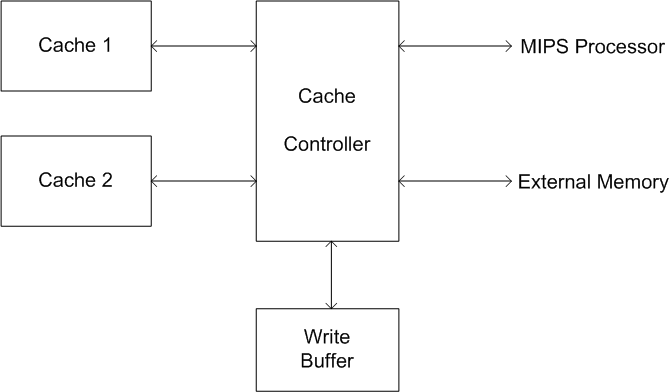 Cache 1
Cache 2
Cache
Controller
MIPS Processor
External Memory
Write
Buffer